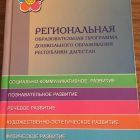 РЕГИОНАЛЬНАЯ
ОБРАЗОВАТЕЛЬНАЯ ПРОГРАММА
ДОШКОЛЬНОГО ОБРАЗОВАНИЯ
РЕСПУБЛИКИ ДАГЕСТАН
СОЦИАЛЬНО-КОММУНИКАТИВНОЕ РАЗВИТИЕ
ПОЗНАВАТЕЛЬНОЕ РАЗВИТИЕ
РЕЧЕВОЕ РАЗВИТИЕ
ХУДОЖЕСТВЕННО-ЭСТЕТИЧЕСКОЕ РАЗВИТИЕ
ФИЗИЧЕСКОЕ РАЗВИТИЕ